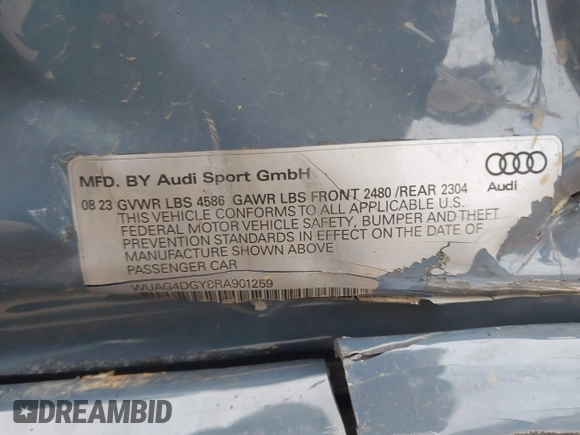 MFD. BY Audi Sport GmbH
Audi
08 23 GVWR LBS 4586 GAWR LBS FRONT 2480 /REAR 2304
THIS VEHICLE CONFORMS TO ALL APPLICABLE U.S.
FEDERAL MOTOR VEHICLE SAFETY, BUMPER AND THEFT
PREVENTION STANDARDS IN EFFECT ON THE DATE OF
MANUFACTURE SHOWN ABOVE
PASSENGER CAR
WUAG4DGY8RA901259
DREAMBID